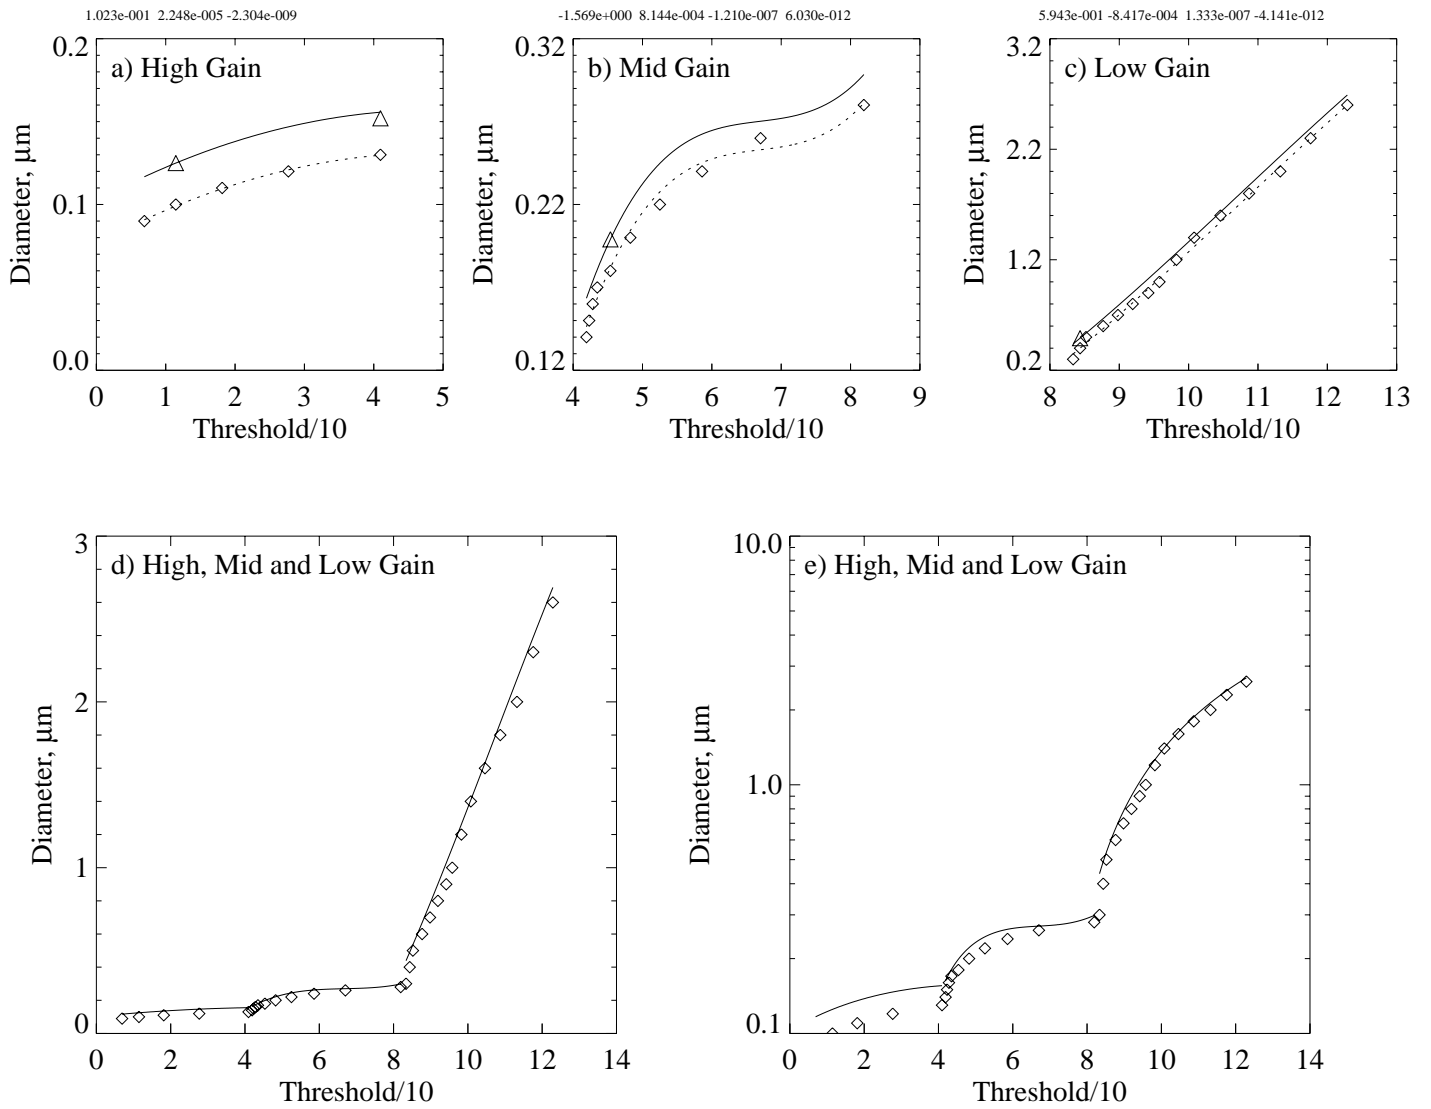 1.023e-001 2.248e-005 -2.304e-009
-1.569e+000 8.144e-004 -1.210e-007 6.030e-012
5.943e-001 -8.417e-004 1.333e-007 -4.141e-012
a) High Gain
0.2
0.1
0.0
Diameter, µm
0 1 2 3 4 5
Threshold/10
b) Mid Gain
0.32
0.22
0.12
Diameter, µm
4 5 6 7 8 9
Threshold/10
c) Low Gain
3.2
2.2
1.2
0.2
Diameter, µm
8 9 10 11 12 13
Threshold/10
d) High, Mid and Low Gain
3
2
1
0
Diameter, µm
0 2 4 6 8 10 12 14
Threshold/10
e) High, Mid and Low Gain
10.0
1.0
0.1
Diameter, µm
0 2 4 6 8 10 12 14
Threshold/10